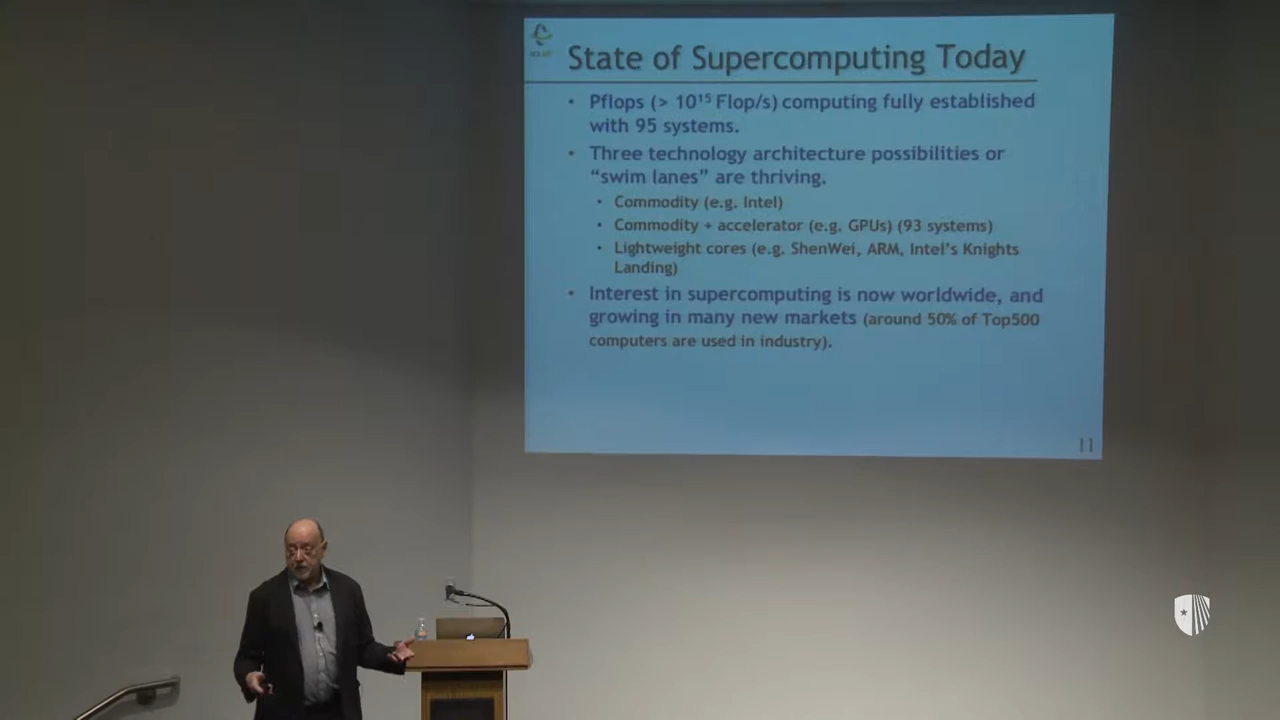 State of Supercomputing Today
• Pflops (> 10¹⁵ Flop/s) computing fully established
with 95 systems.
• Three technology architecture possibilities or
“swim lanes” are thriving.
• Commodity (e.g. Intel)
• Commodity + accelerator (e.g. GPUs) (93 systems)
• Lightweight cores (e.g. ShenWei, ARM, Intel’s Knights
Landing)
• Interest in supercomputing is now worldwide, and
growing in many new markets (around 50% of Top500
computers are used in industry).
11